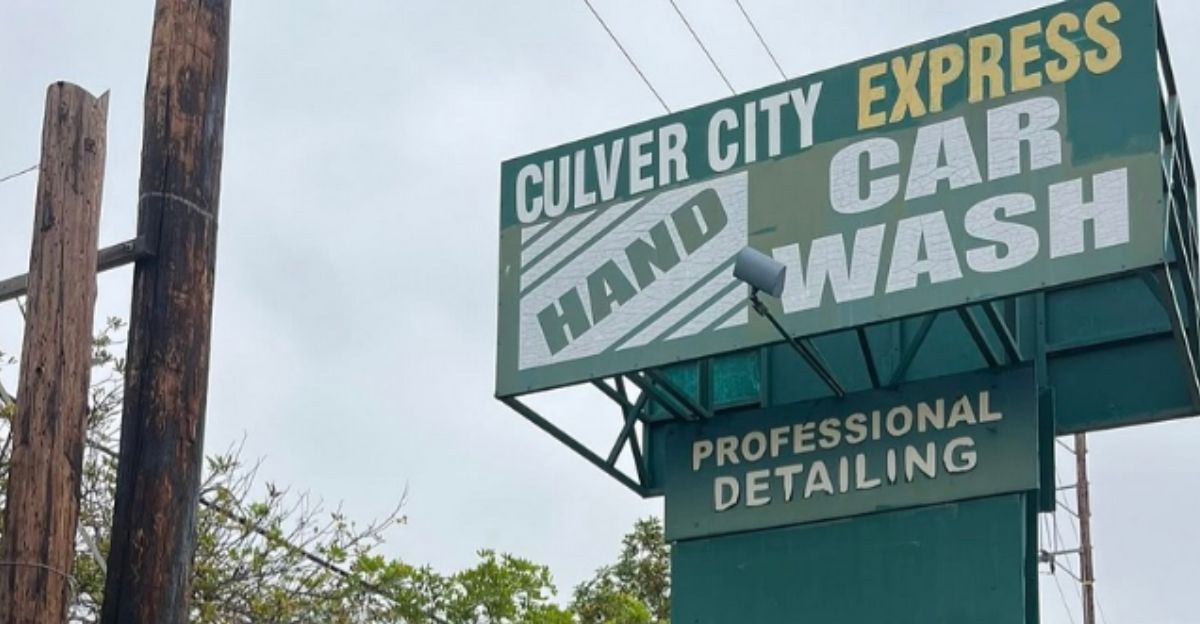 CULVER CITY EXPRESS
HAND
CAR
WASH
PROFESSIONAL
DETAILING